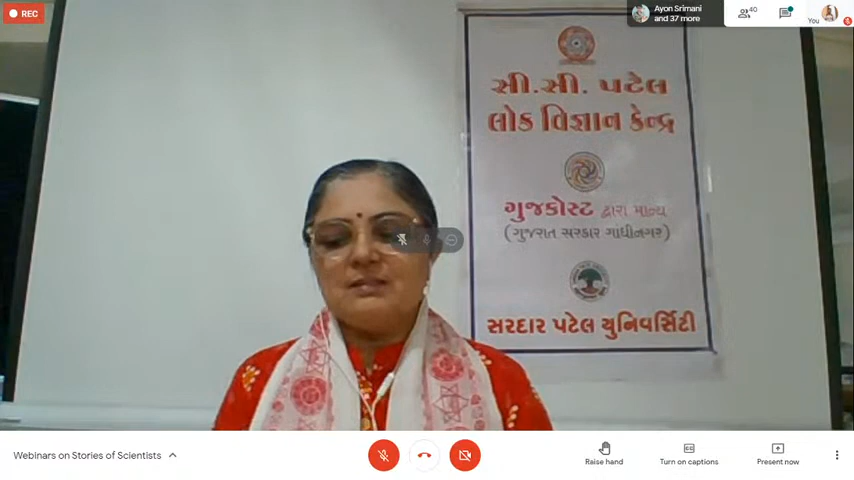 REC
Ayon Srimani
and 37 more
40
You
સી.સી. પટેલ
લોક વિજ્ઞાન કેન્દ્ર
ગુજકોસ્ટ દ્વારા માન્ય
(ગુજરાત સરકાર ગાંધીનગર)
સરદાર પટેલ યુનિવર્સિટી
Webinars on Stories of Scientists
Raise hand
Turn on captions
Present now